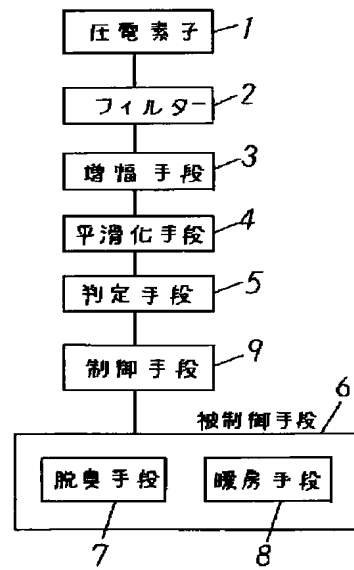 圧電素子 1
フィルター 2
増幅手段 3
平滑化手段 4
判定手段 5
制御手段 9
被制御手段 6
脱臭手段 暖房手段
7 8